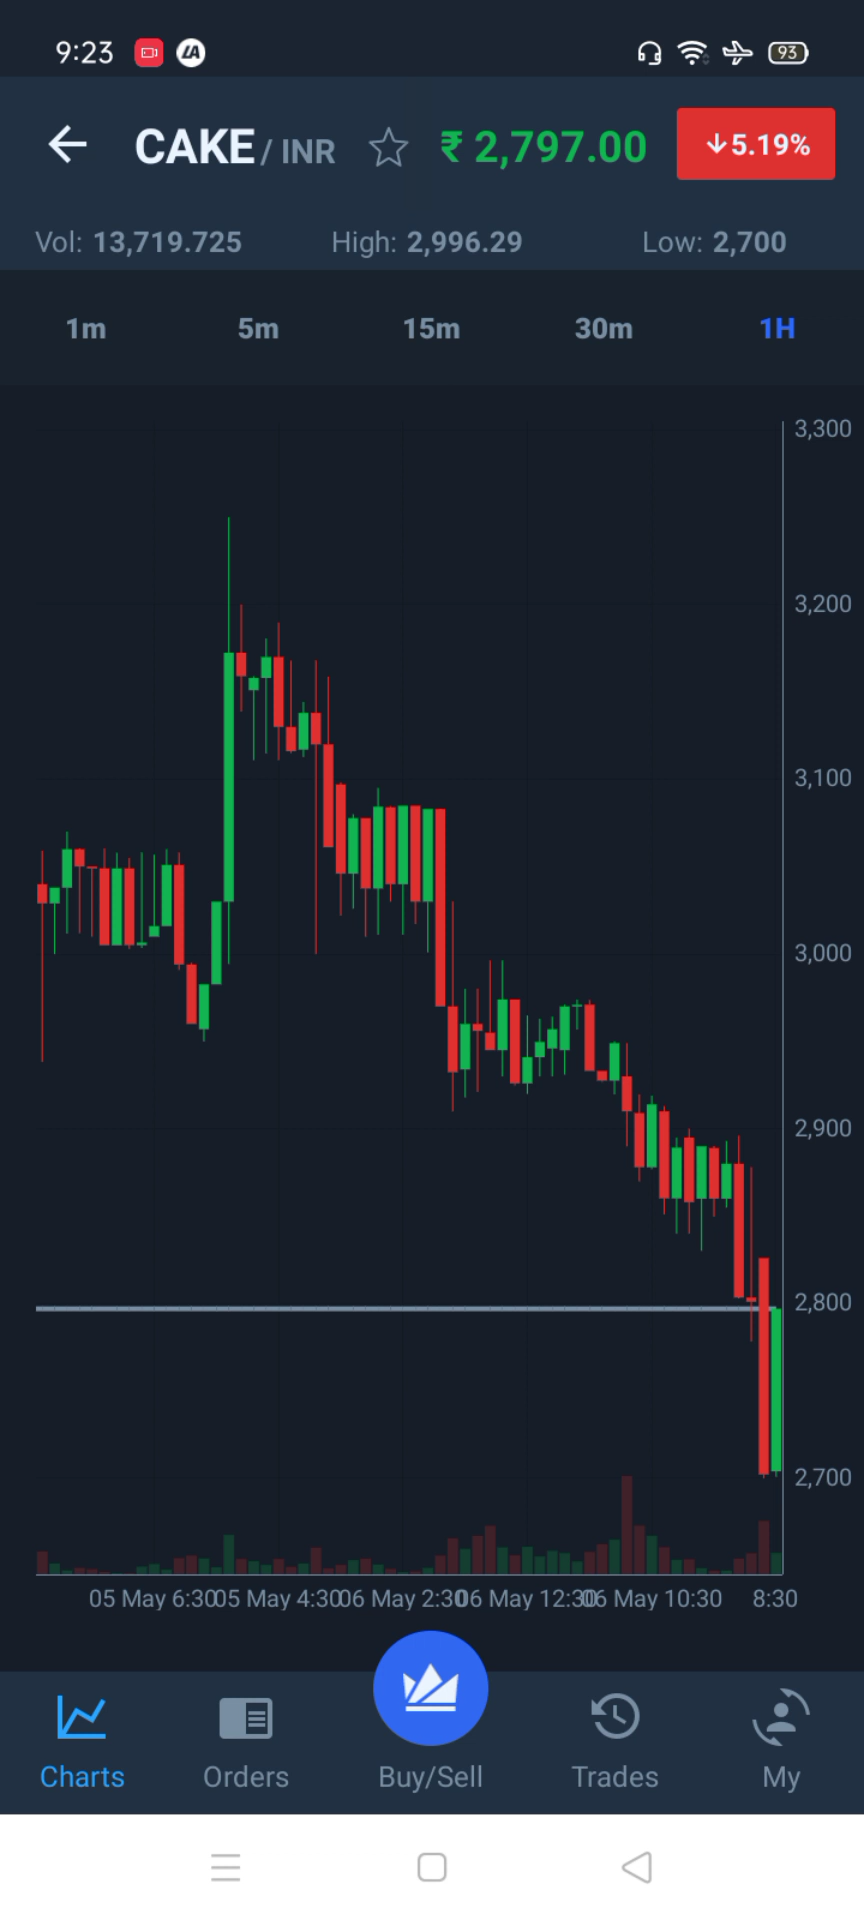 9:23 93
CAKE / INR ₹ 2,797.00 ↓5.19%
Vol: 13,719.725 High: 2,996.29 Low: 2,700
1m 5m 15m 30m 1H
3,300
3,200
3,100
3,000
2,900
2,800
2,700
05 May 6:30 05 May 4:30 06 May 2:30 06 May 12:30 06 May 10:30 8:30
Charts Orders Buy/Sell Trades My